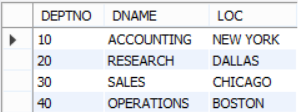 DEPTNO DNAME LOC
10 ACCOUNTING NEW YORK
20 RESEARCH DALLAS
30 SALES CHICAGO
40 OPERATIONS BOSTON